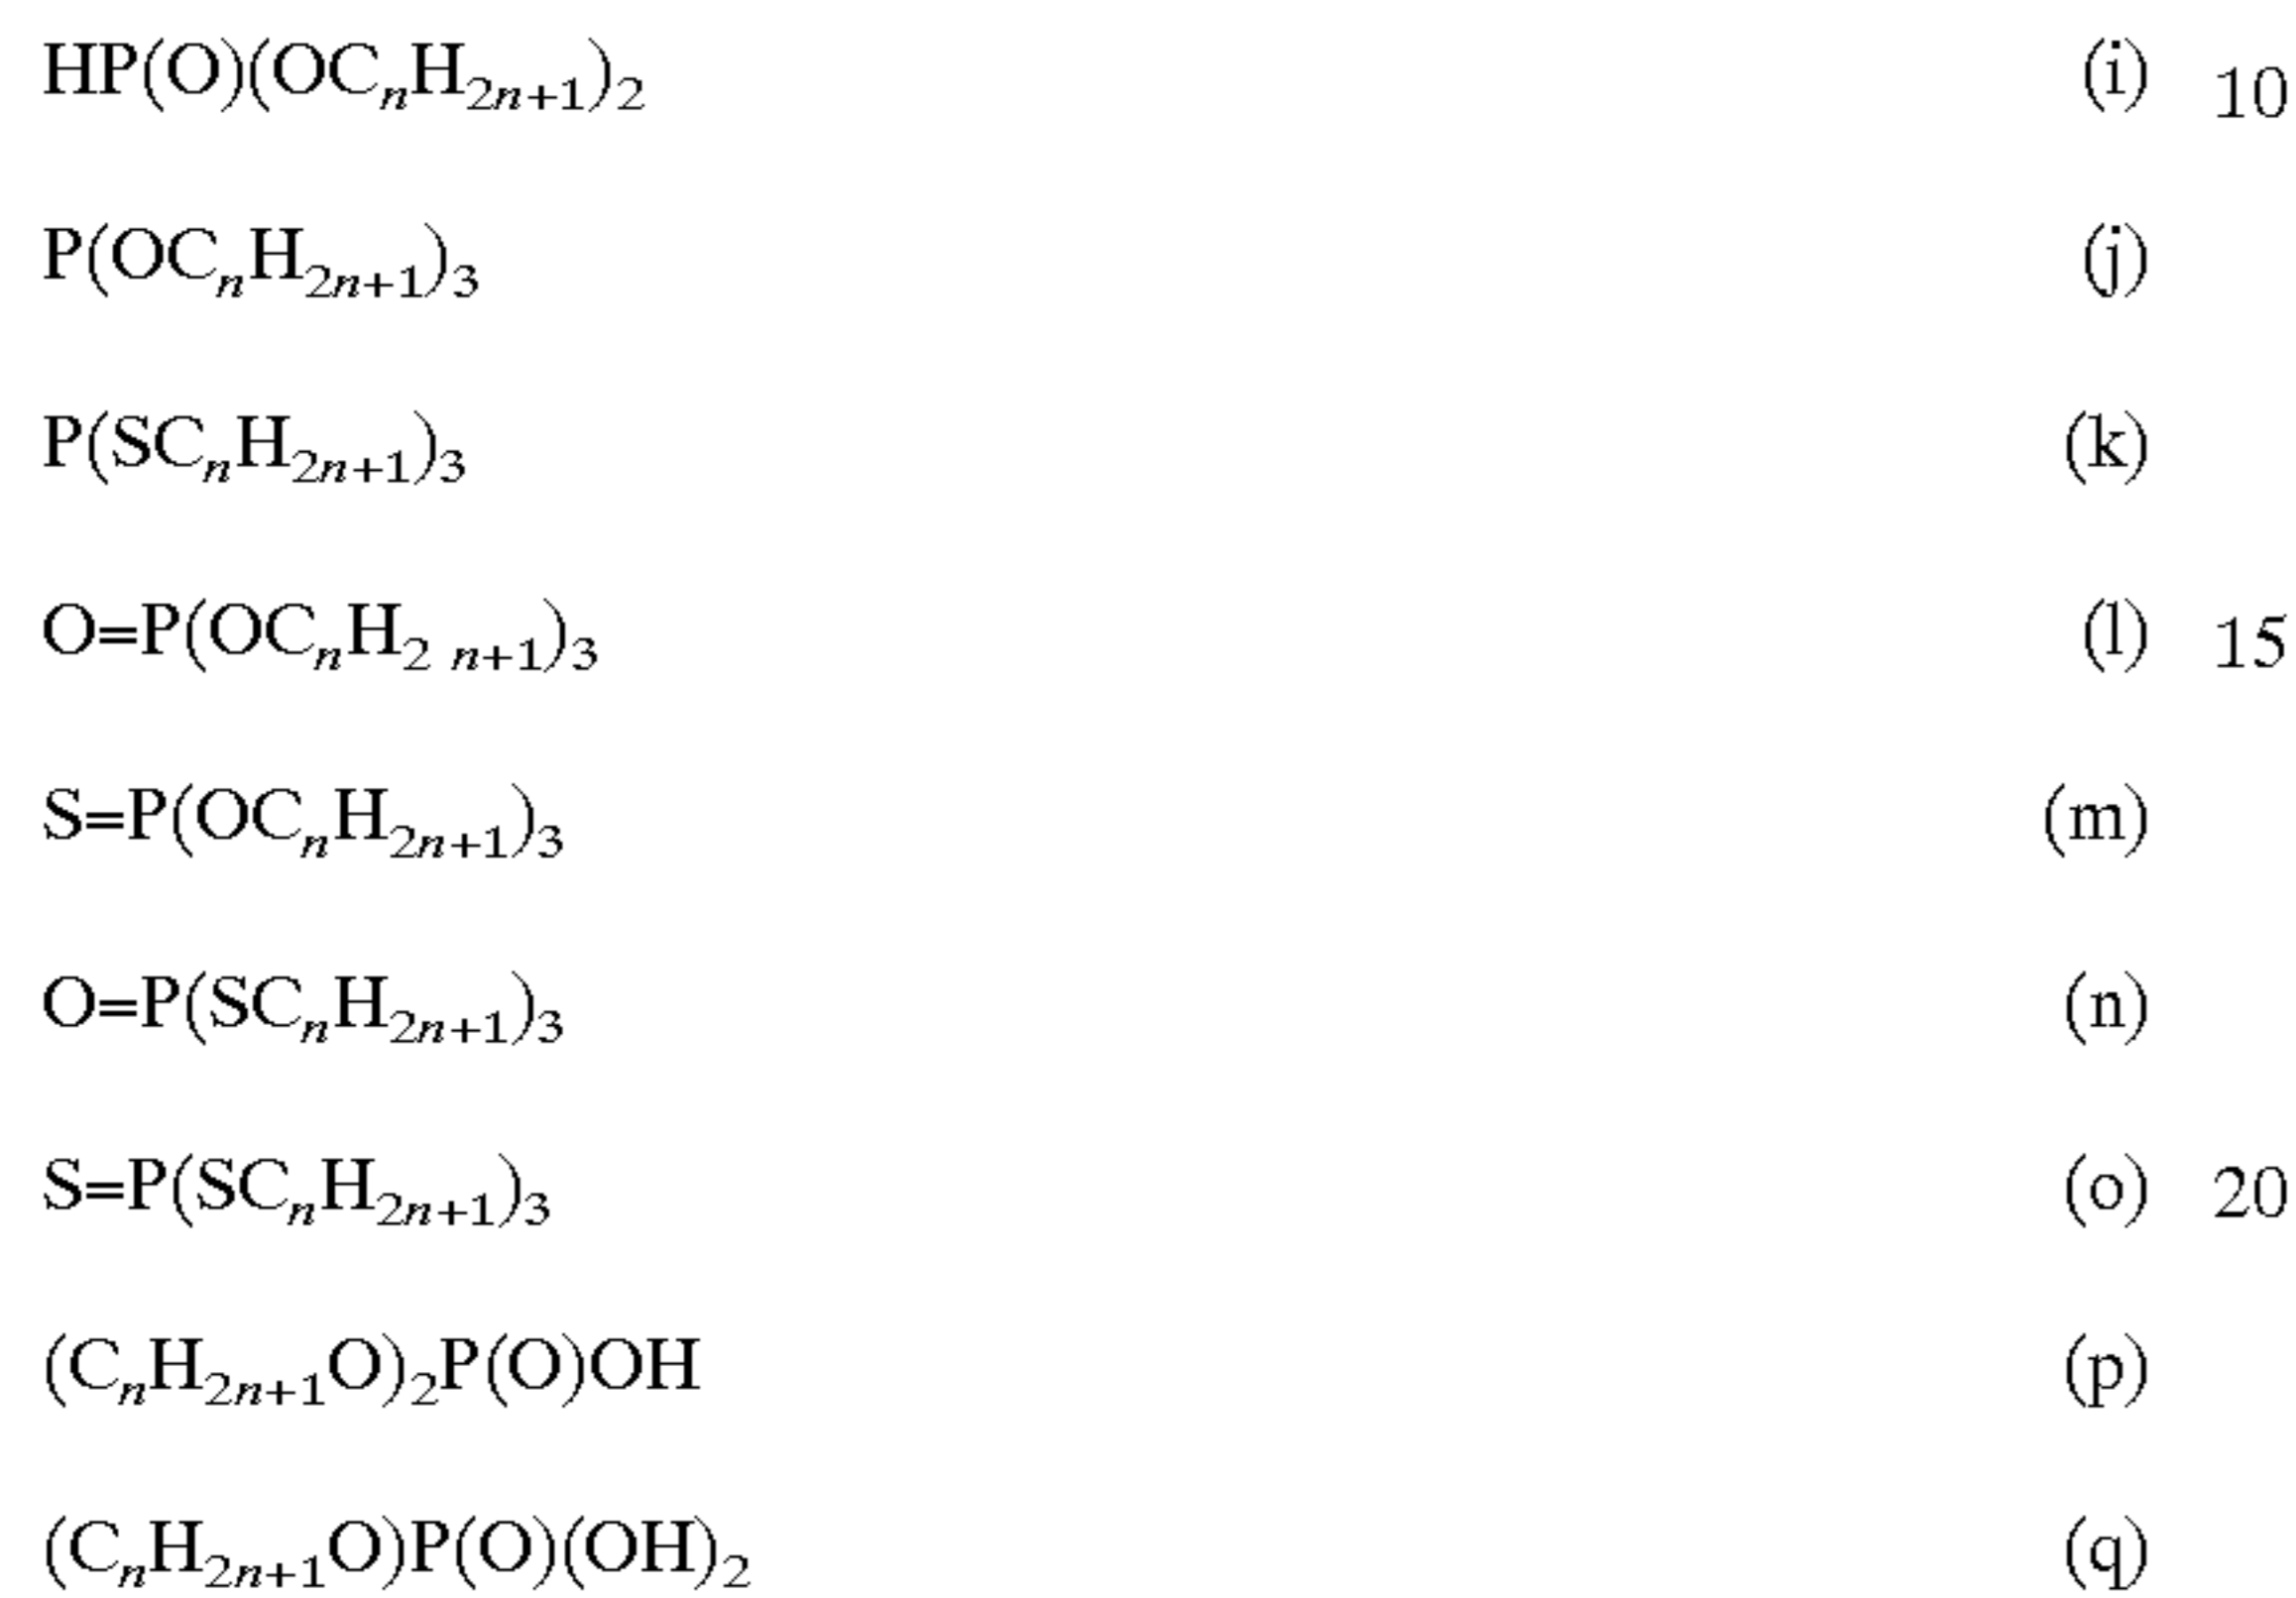 HP(O)(OCₙH₂ₙ₊₁)₂ (i) 10
P(OCₙH₂ₙ₊₁)₃ (j)
P(SCₙH₂ₙ₊₁)₃ (k)
O=P(OCₙH₂ ₙ₊₁)₃ (l) 15
S=P(OCₙH₂ₙ₊₁)₃ (m)
O=P(SCₙH₂ₙ₊₁)₃ (n)
S=P(SCₙH₂ₙ₊₁)₃ (o) 20
(CₙH₂ₙ₊₁O)₂P(O)OH (p)
(CₙH₂ₙ₊₁O)P(O)(OH)₂ (q)